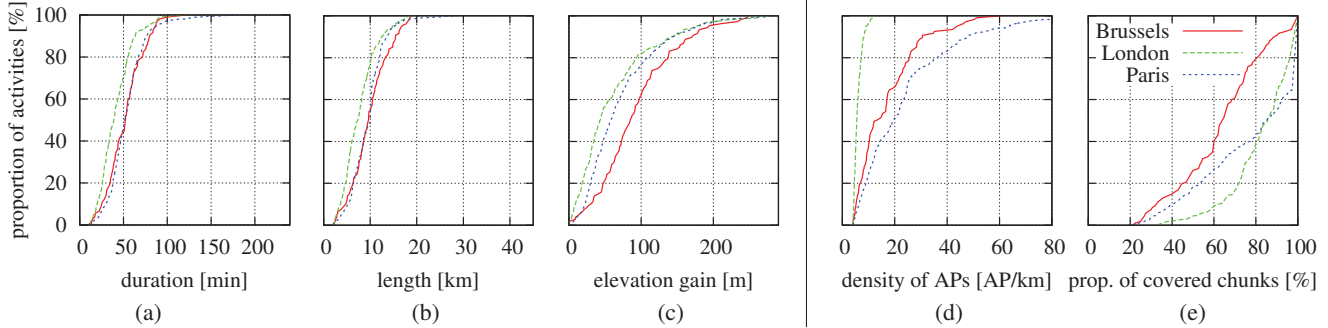 proportion of activities [%]
100
80
60
40
20
0
0 50 100 150 200
duration [min]
(a)
0 10 20 30 40
length [km]
(b)
0 100 200
elevation gain [m]
(c)
0 20 40 60 80
density of APs [AP/km]
(d)
Brussels
London
Paris
0 20 40 60 80 100
prop. of covered chunks [%]
(e)